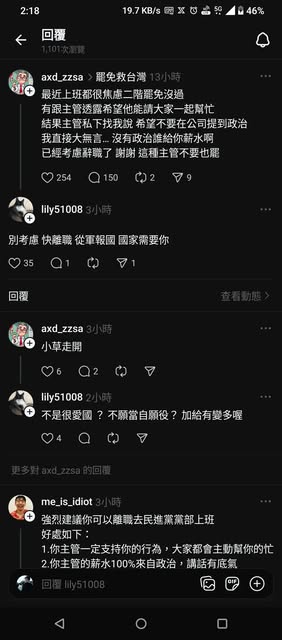 2:18
19.7 KB/s
5G
46%
回覆
1,101次瀏覽
axd_zzsa > 罷免救台灣 13小時
最近上班都很焦慮二階罷免沒過
有跟主管透露希望他能請大家一起幫忙
結果主管私下找我說 希望不要在公司提到政治
我直接大無言... 沒有政治誰給你薪水啊
已經考慮辭職了 謝謝 這種主管不要也罷
254 150 2 9
lily51008 3小時
別考慮 快離職 從軍報國 國家需要你
35 1 1
回覆
查看動態 >
axd_zzsa 3小時
小草走開
6 2
lily51008 2小時
不是很愛國 ? 不願當自願役? 加給有變多喔
4
更多對 axd_zzsa 的回覆
me_is_idiot 3小時
強烈建議你可以離職去民進黨黨部上班
好處如下：
1.你主管一定支持你的行為，大家都會主動幫你的忙
2.你主管的薪水100%來自政治，講話有底氣
回覆 lily51008
GIF